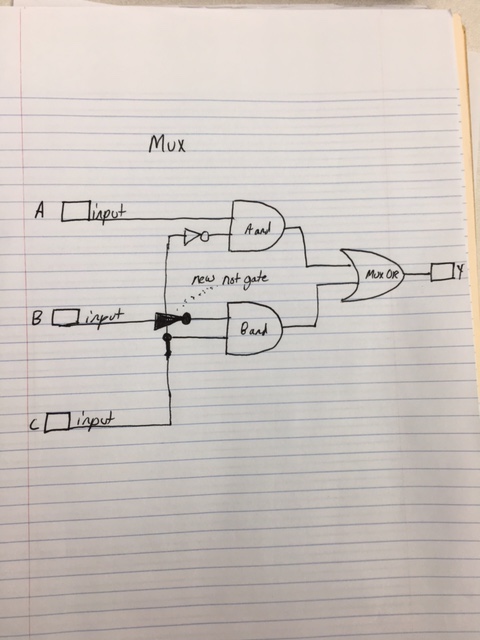 Mux
A input
A and
new not gate
Mux OR Y
B input
B and
C input